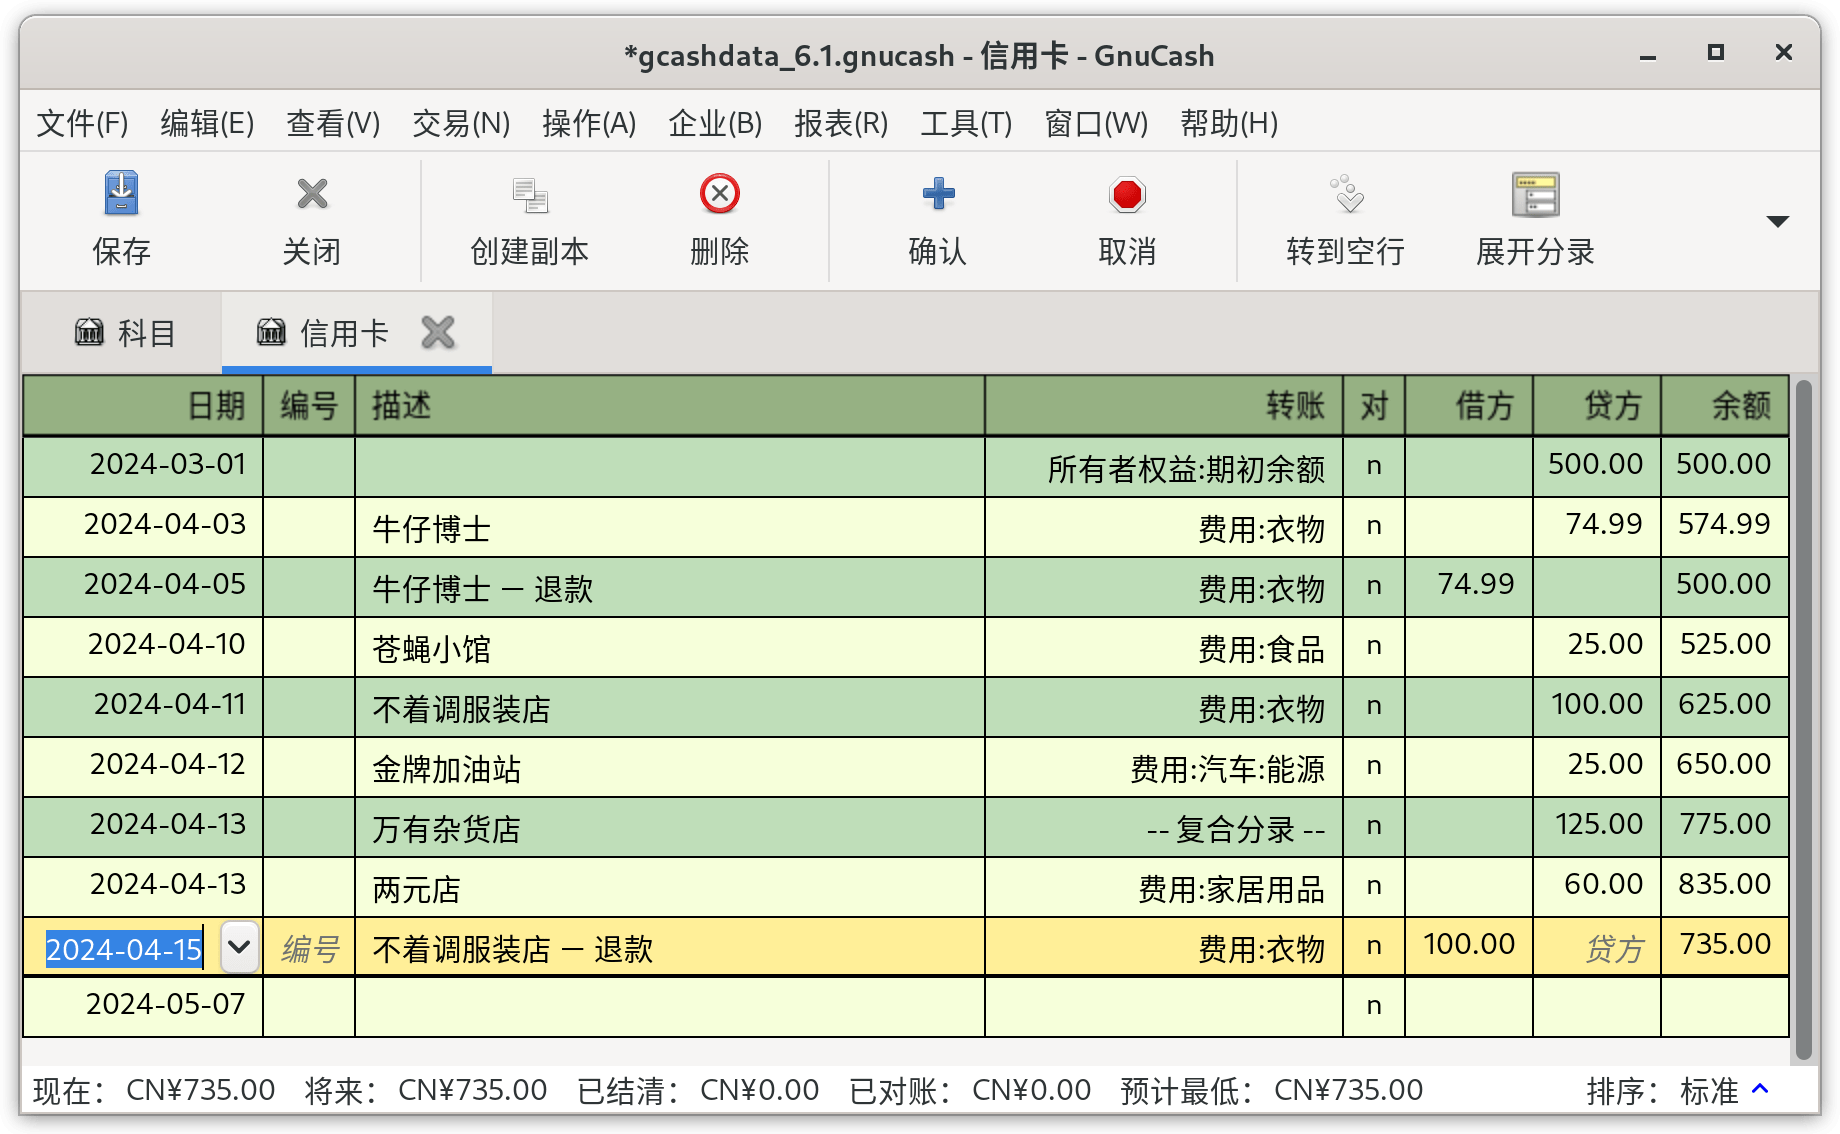 *gcashdata_6.1.gnucash - 信用卡 - GnuCash
文件(F) 编辑(E) 查看(V) 交易(N) 操作(A) 企业(B) 报表(R) 工具(T) 窗口(W) 帮助(H)
保存 关闭 创建副本 删除 确认 取消 转到空行 展开分录
科目 信用卡
日期 编号 描述 转账 对 借方 贷方 余额
2024-03-01 所有者权益:期初余额 n 500.00 500.00
2024-04-03 牛仔博士 费用:衣物 n 74.99 574.99
2024-04-05 牛仔博士 — 退款 费用:衣物 n 74.99 500.00
2024-04-10 苍蝇小馆 费用:食品 n 25.00 525.00
2024-04-11 不着调服装店 费用:衣物 n 100.00 625.00
2024-04-12 金牌加油站 费用:汽车:能源 n 25.00 650.00
2024-04-13 万有杂货店 -- 复合分录 -- n 125.00 775.00
2024-04-13 两元店 费用:家居用品 n 60.00 835.00
2024-04-15 编号 不着调服装店 — 退款 费用:衣物 n 100.00 贷方 735.00
2024-05-07 n
现在： CN¥735.00 将来： CN¥735.00 已结清： CN¥0.00 已对账： CN¥0.00 预计最低： CN¥735.00 排序： 标准